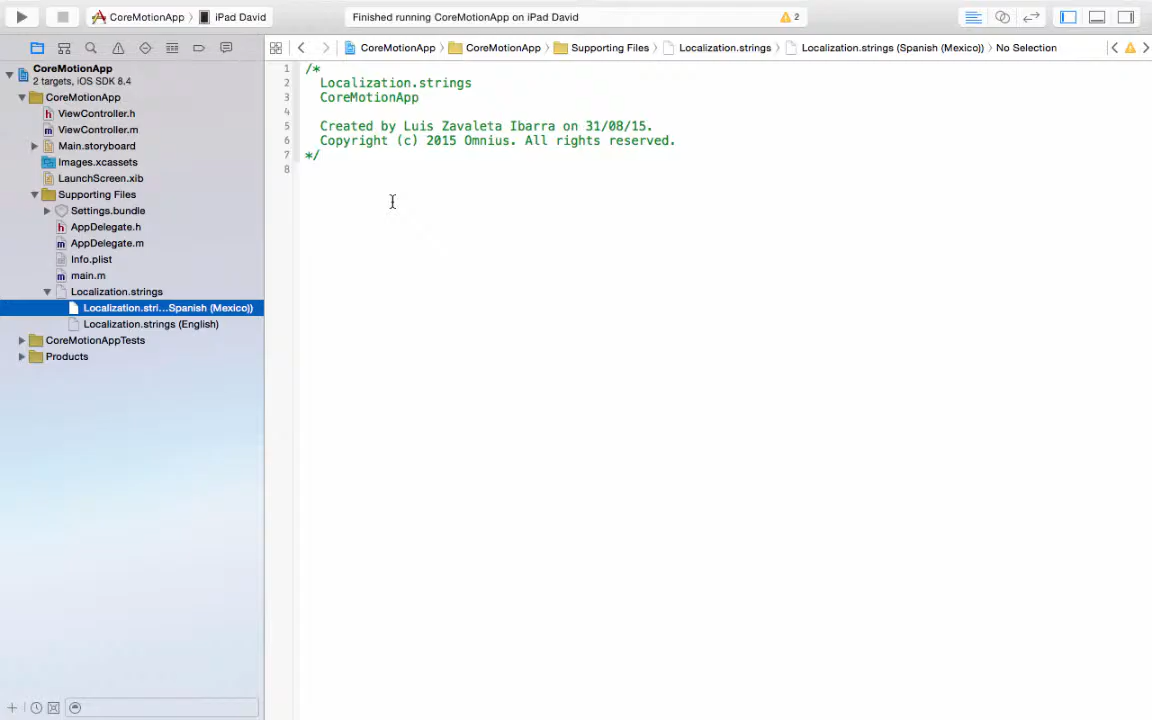 CoreMotionApp 〉 iPad David
Finished running CoreMotionApp on iPad David
2
CoreMotionApp 〉 CoreMotionApp 〉 Supporting Files 〉 Localization.strings 〉 Localization.strings (Spanish (Mexico)) 〉 No Selection
CoreMotionApp
2 targets, iOS SDK 8.4
CoreMotionApp
h ViewController.h
m ViewController.m
Main.storyboard
Images.xcassets
LaunchScreen.xib
Supporting Files
Settings.bundle
h AppDelegate.h
m AppDelegate.m
Info.plist
m main.m
Localization.strings
Localization.stri...Spanish (Mexico))
Localization.strings (English)
CoreMotionAppTests
Products
1 /*
2 Localization.strings
3 CoreMotionApp
4
5 Created by Luis Zavaleta Ibarra on 31/08/15.
6 Copyright (c) 2015 Omnius. All rights reserved.
7 */
8